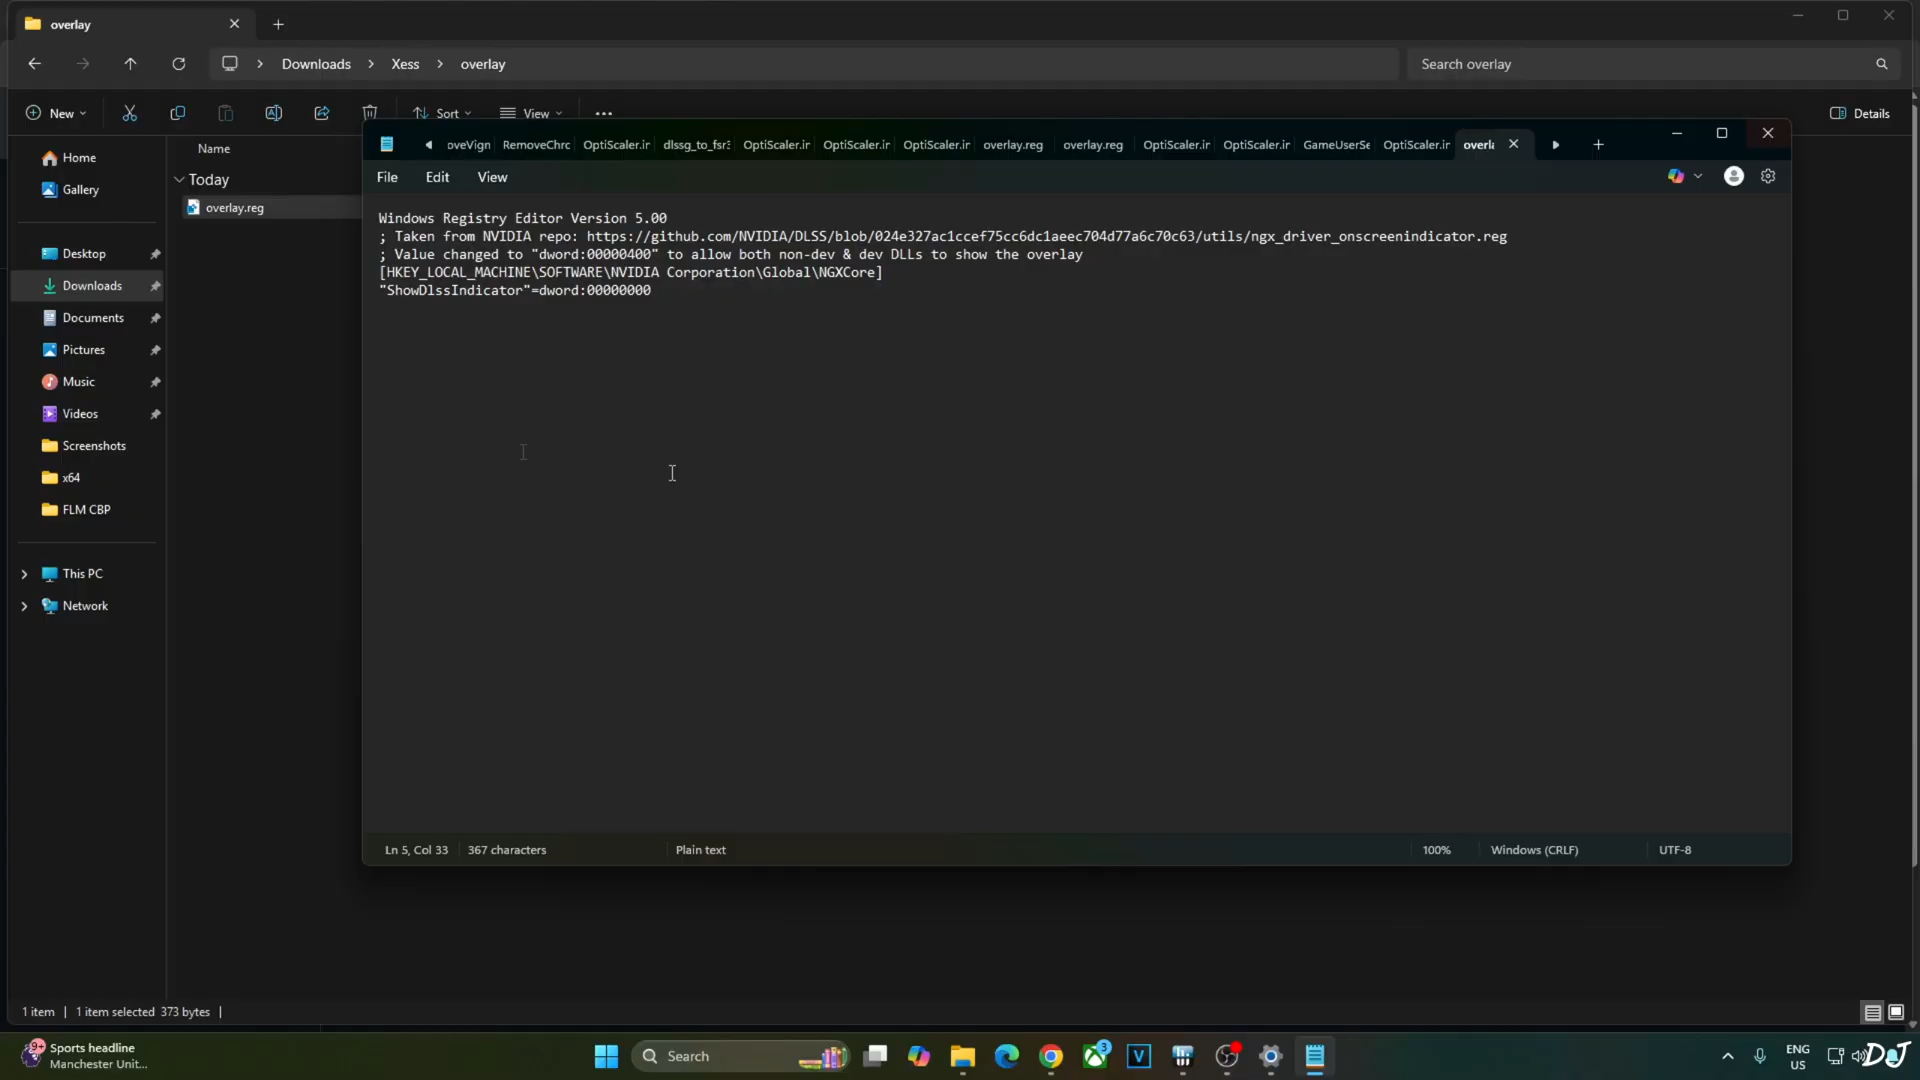 overlay
Downloads > Xess > overlay
Search overlay
New
Sort
View
Details
Home
Gallery
Desktop
Downloads
Documents
Pictures
Music
Videos
Screenshots
x64
FLM CBP
This PC
Network
Name
Today
overlay.reg
oveVign RemoveChrc OptiScaler.ir dlssg_to_fsr3 OptiScaler.ir OptiScaler.ir OptiScaler.ir overlay.reg overlay.reg OptiScaler.ir OptiScaler.ir GameUserSe OptiScaler.ir overla
File Edit View
Windows Registry Editor Version 5.00
; Taken from NVIDIA repo: https://github.com/NVIDIA/DLSS/blob/024e327ac1ccef75cc6dc1aeec704d77a6c70c63/utils/ngx_driver_onscreenindicator.reg
; Value changed to "dword:00000400" to allow both non-dev & dev DLLs to show the overlay
[HKEY_LOCAL_MACHINE\SOFTWARE\NVIDIA Corporation\Global\NGXCore]
"ShowDlssIndicator"=dword:00000000
Ln 5, Col 33 367 characters Plain text 100% Windows (CRLF) UTF-8
1 item | 1 item selected 373 bytes |
9+
Sports headline
Manchester Unit...
Search
3
V
ENG
US
DJ